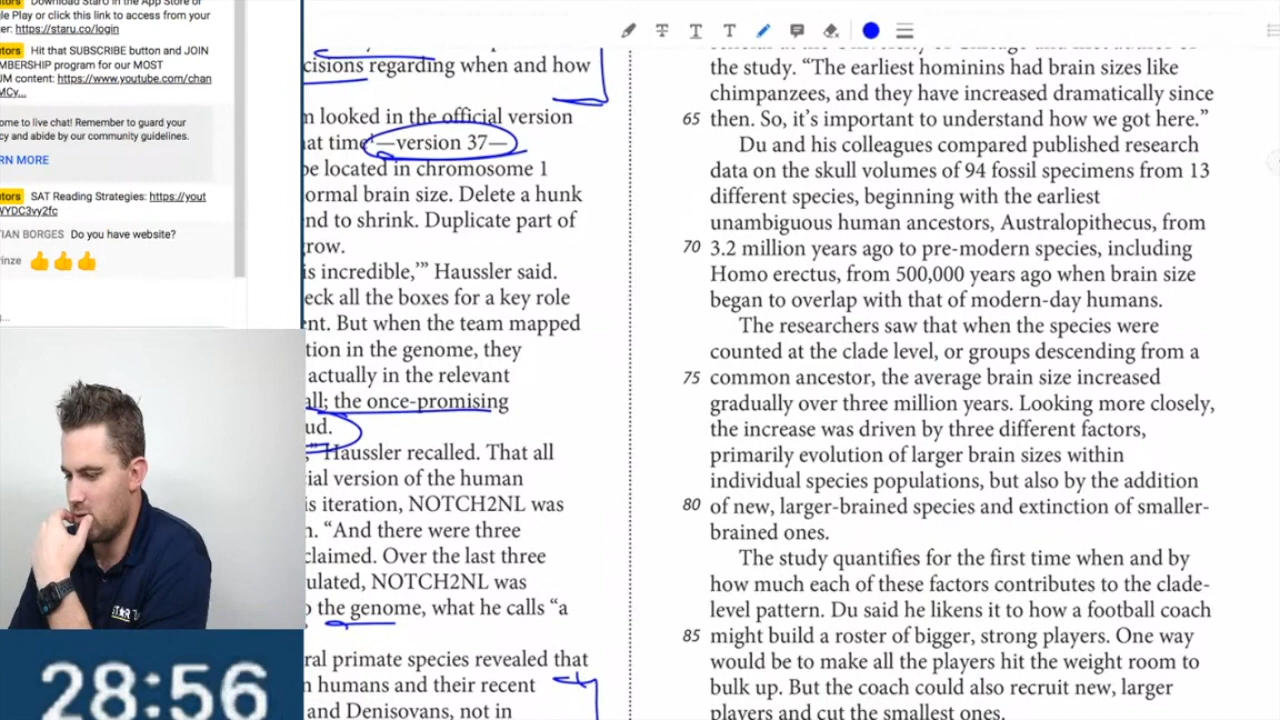 Download StarU in the App Store or
le Play or click this link to access from your
er: https://staru.co/login
utors Hit that SUBSCRIBE button and JOIN
MBERSHIP program for our MOST
UM content: https://www.youtube.com/chan
MCy...
ome to live chat! Remember to guard your
cy and abide by our community guidelines.
RN MORE
utors SAT Reading Strategies: https://yout
WYDC3vy2fc
TIAN BORGES Do you have website?
rinze 👍👍👍
28:56
cisions regarding when and how
m looked in the official version
at time—version 37—
be located in chromosome 1
ormal brain size. Delete a hunk
nd to shrink. Duplicate part of
grow.
is incredible,'” Haussler said.
eck all the boxes for a key role
nt. But when the team mapped
tion in the genome, they
actually in the relevant
all; the once-promising
ud.
,” Haussler recalled. That all
ial version of the human
is iteration, NOTCH2NL was
n. “And there were three
claimed. Over the last three
ulated, NOTCH2NL was
o the genome, what he calls “a
ral primate species revealed that
n humans and their recent
and Denisovans, not in
the study. “The earliest hominins had brain sizes like
chimpanzees, and they have increased dramatically since
65 then. So, it's important to understand how we got here.”
Du and his colleagues compared published research
data on the skull volumes of 94 fossil specimens from 13
different species, beginning with the earliest
unambiguous human ancestors, Australopithecus, from
70 3.2 million years ago to pre-modern species, including
Homo erectus, from 500,000 years ago when brain size
began to overlap with that of modern-day humans.
The researchers saw that when the species were
counted at the clade level, or groups descending from a
75 common ancestor, the average brain size increased
gradually over three million years. Looking more closely,
the increase was driven by three different factors,
primarily evolution of larger brain sizes within
individual species populations, but also by the addition
80 of new, larger-brained species and extinction of smaller-
brained ones.
The study quantifies for the first time when and by
how much each of these factors contributes to the clade-
level pattern. Du said he likens it to how a football coach
85 might build a roster of bigger, strong players. One way
would be to make all the players hit the weight room to
bulk up. But the coach could also recruit new, larger
players and cut the smallest ones.